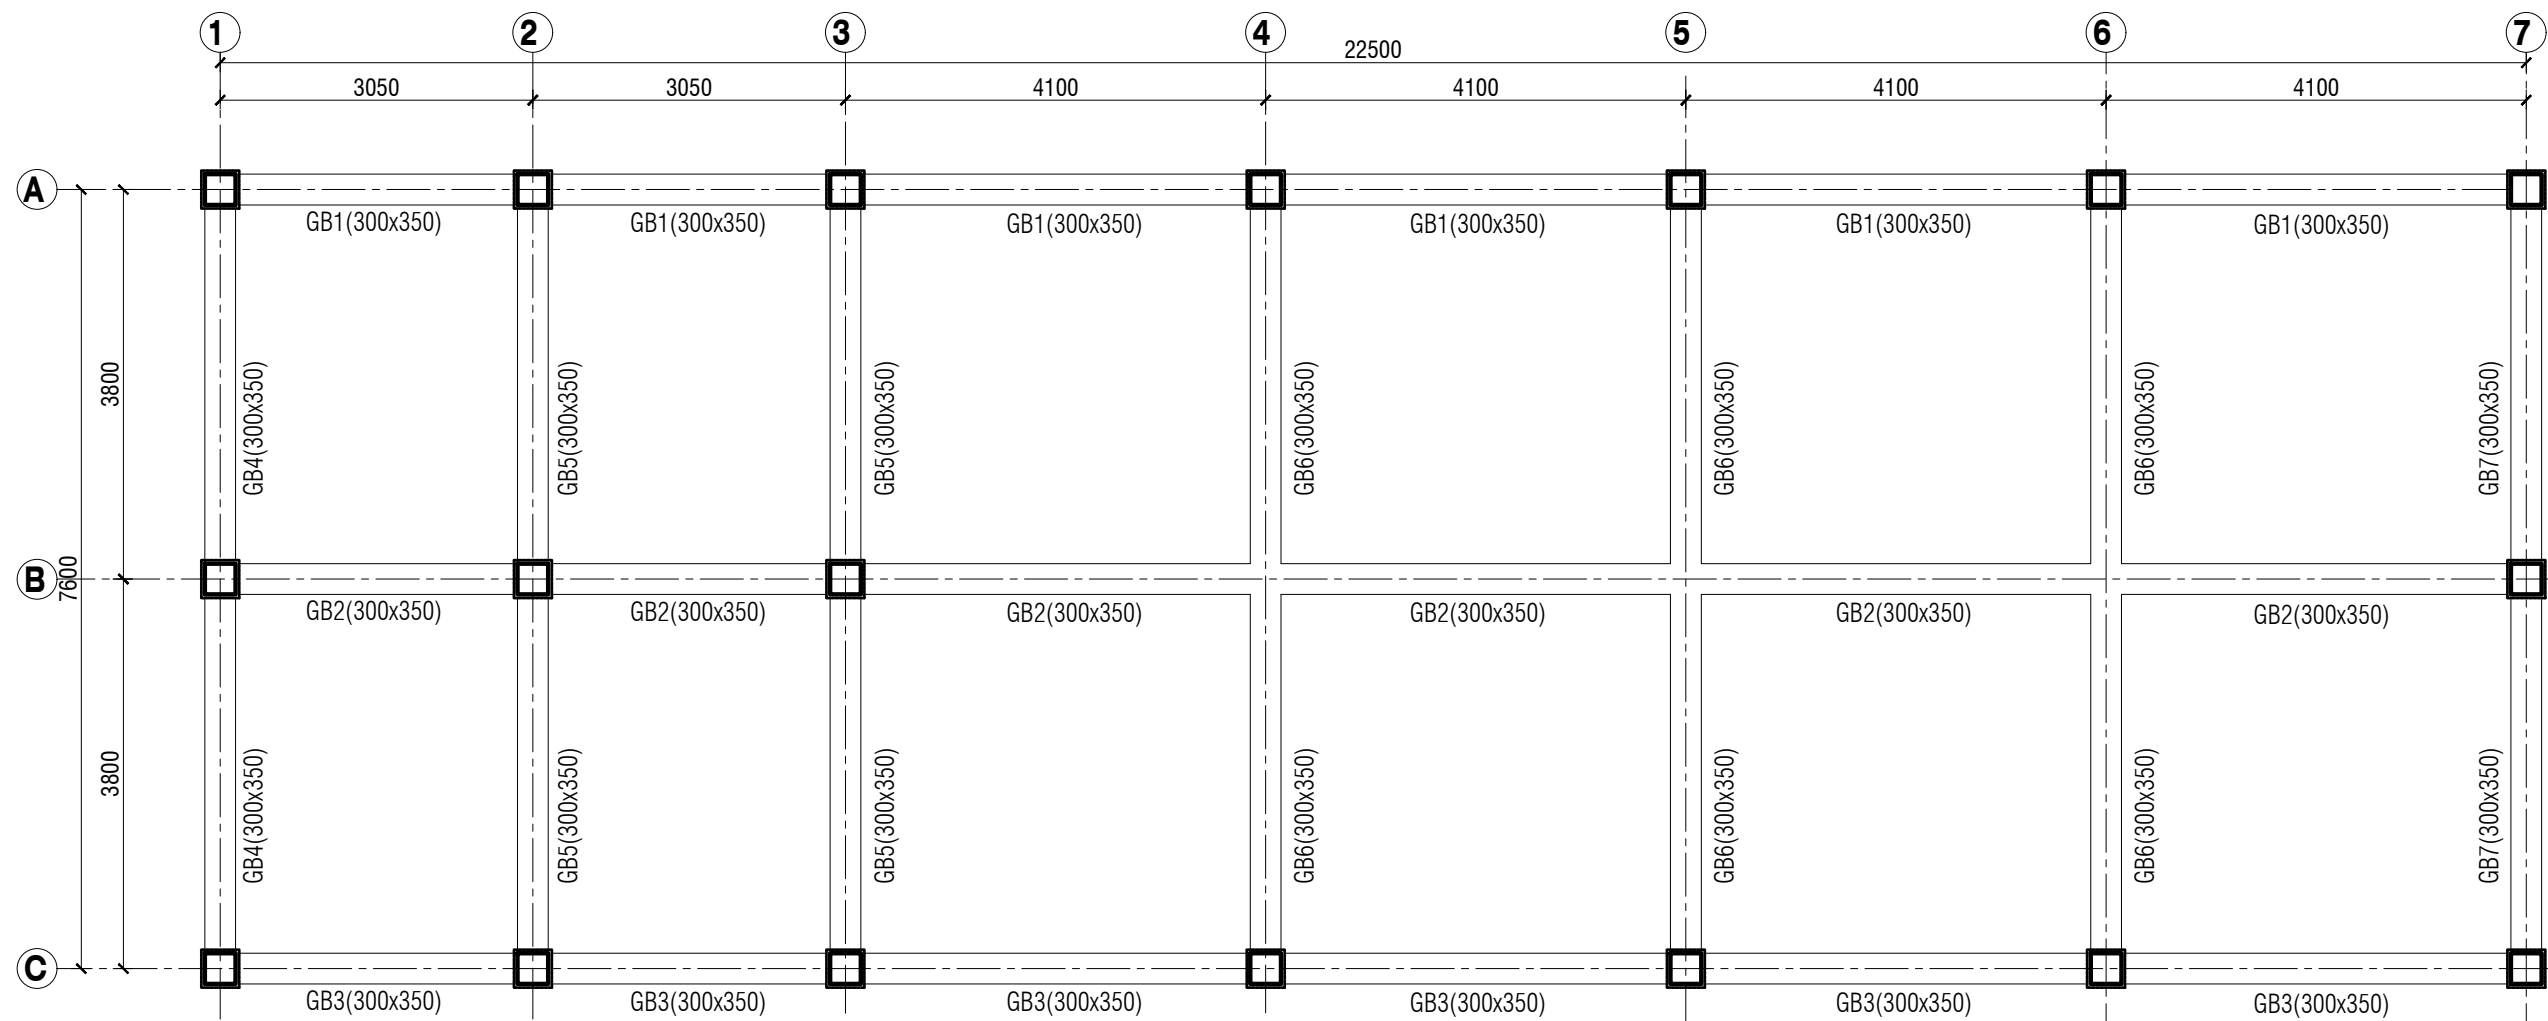 1 2 3 4 5 6 7
22500
3050 3050 4100 4100 4100 4100
A
GB1(300x350) GB1(300x350) GB1(300x350) GB1(300x350) GB1(300x350) GB1(300x350)
3800
GB4(300x350) GB5(300x350) GB5(300x350) GB6(300x350) GB6(300x350) GB6(300x350) GB7(300x350)
B
7600
GB2(300x350) GB2(300x350) GB2(300x350) GB2(300x350) GB2(300x350) GB2(300x350)
3800
GB4(300x350) GB5(300x350) GB5(300x350) GB6(300x350) GB6(300x350) GB6(300x350) GB7(300x350)
C
GB3(300x350) GB3(300x350) GB3(300x350) GB3(300x350) GB3(300x350) GB3(300x350)